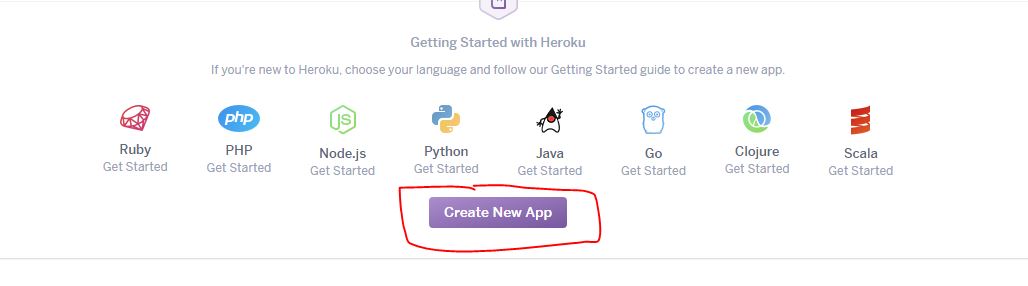 Getting Started with Heroku
If you're new to Heroku, choose your language and follow our Getting Started guide to create a new app.
php
JS
Ruby PHP Node.js Python Java Go Clojure Scala
Get Started Get Started Get Started Get Started Get Started Get Started Get Started Get Started
Create New App